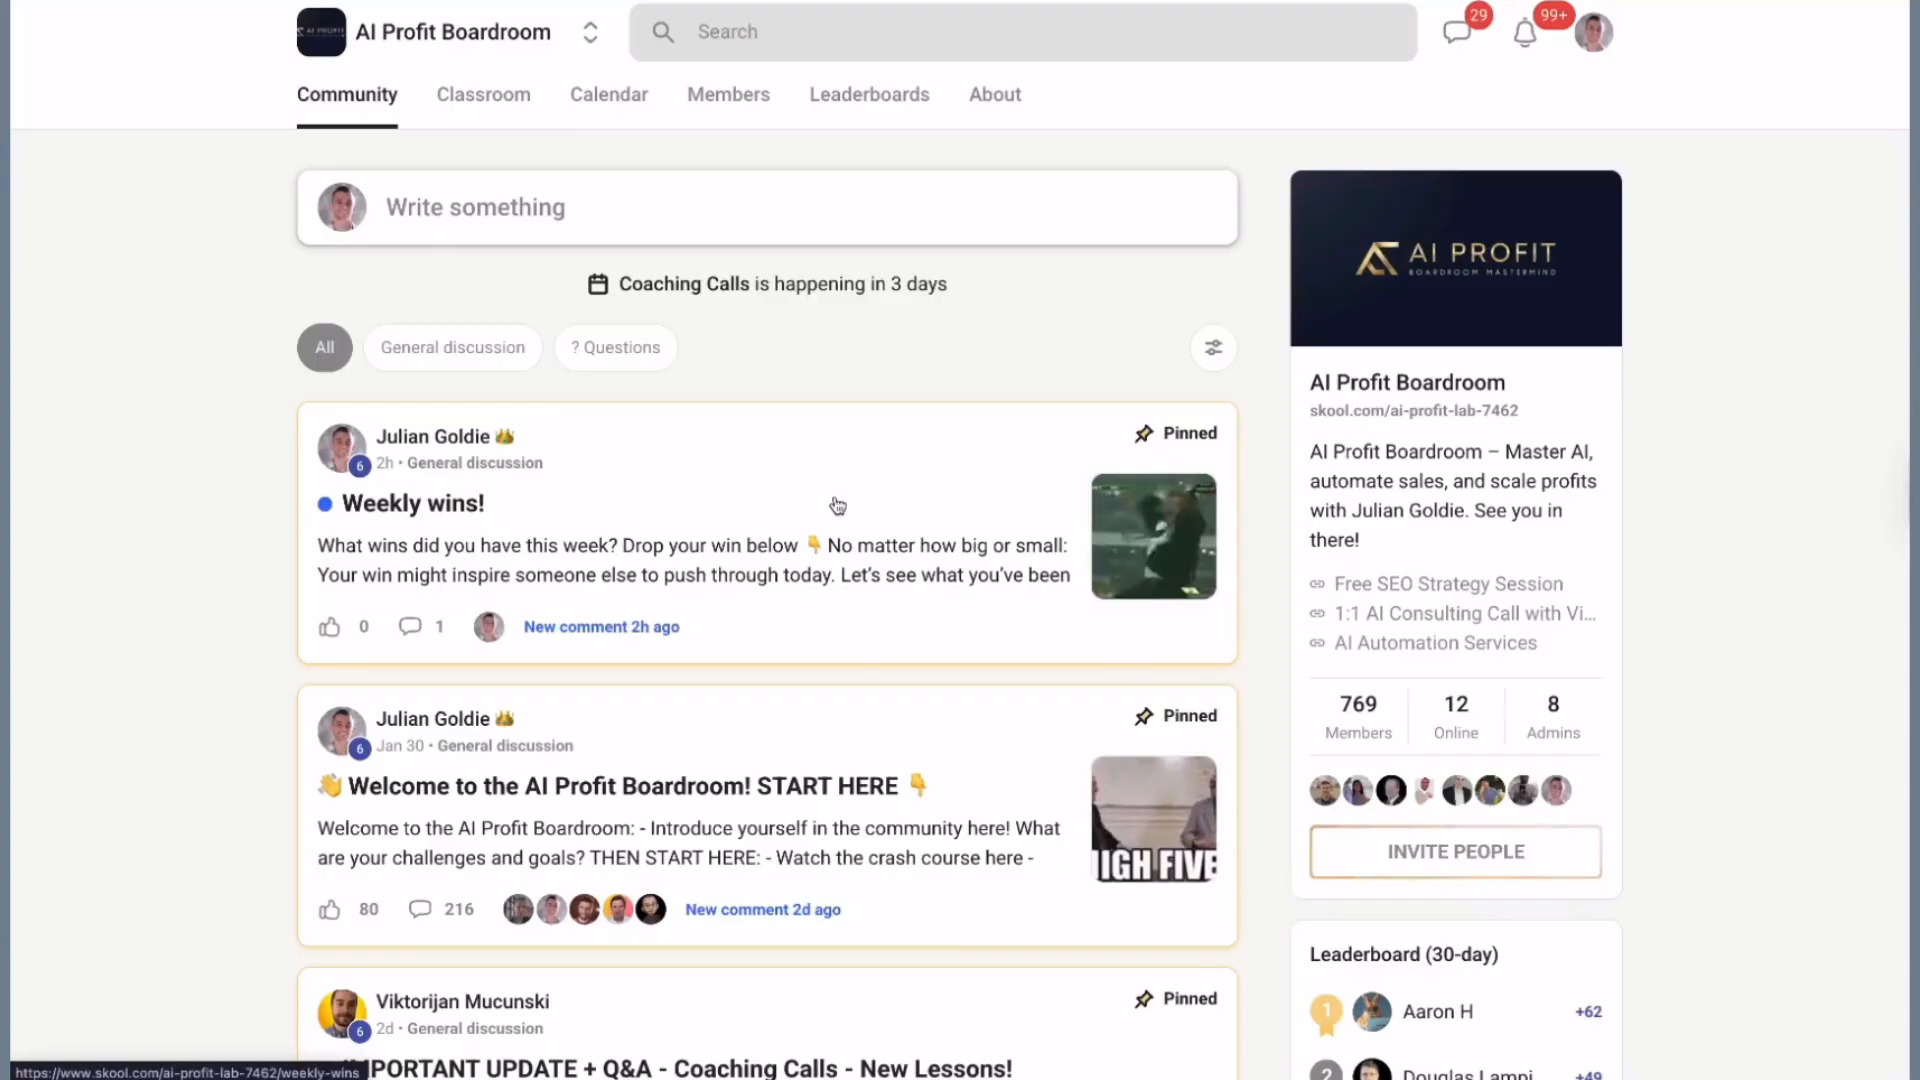 AI PROFIT
AI Profit Boardroom
Search
29
99+
Community
Classroom
Calendar
Members
Leaderboards
About
Write something
Coaching Calls is happening in 3 days
All
General discussion
? Questions
Julian Goldie
6
2h • General discussion
Pinned
Weekly wins!
What wins did you have this week? Drop your win below 👇 No matter how big or small:
Your win might inspire someone else to push through today. Let's see what you've been
0
1
New comment 2h ago
Julian Goldie
6
Jan 30 • General discussion
Pinned
👋 Welcome to the AI Profit Boardroom! START HERE 👇
Welcome to the AI Profit Boardroom: - Introduce yourself in the community here! What
are your challenges and goals? THEN START HERE: - Watch the crash course here -
HIGH FIVE
80
216
New comment 2d ago
Viktorijan Mucunski
6
2d • General discussion
Pinned
MPORTANT UPDATE + Q&A - Coaching Calls - New Lessons!
https://www.skool.com/ai-profit-lab-7462/weekly-wins
AI PROFIT
BOARDROOM MASTERMIND
AI Profit Boardroom
skool.com/ai-profit-lab-7462
AI Profit Boardroom – Master AI,
automate sales, and scale profits
with Julian Goldie. See you in
there!
Free SEO Strategy Session
1:1 AI Consulting Call with Vi...
AI Automation Services
769
Members
12
Online
8
Admins
INVITE PEOPLE
Leaderboard (30-day)
1
Aaron H
+62
2
Douglas Lampi
+49